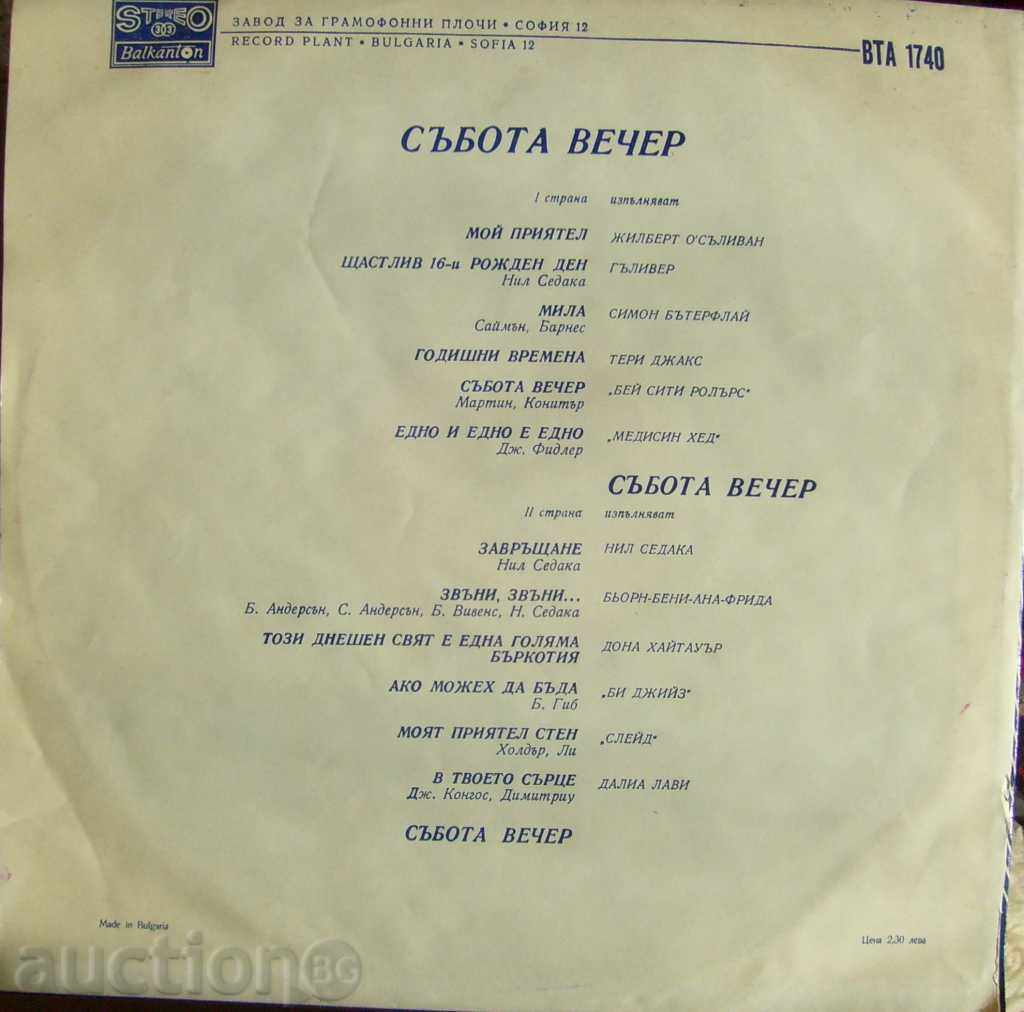 STEREO
303
Balkanton
ЗАВОД ЗА ГРАМОФОННИ ПЛОЧИ • СОФИЯ 12
RECORD PLANT • BULGARIA • SOFIA 12
ВТА 1740
СЪБОТА ВЕЧЕР
I страна изпълняват
МОЙ ПРИЯТЕЛ ЖИЛБЕРТ О'СЪЛИВАН
ЩАСТЛИВ 16-и РОЖДЕН ДЕН ГЪЛИВЕР
Нил Седака
МИЛА СИМОН БЪТЕРФЛАЙ
Саймън, Барнес
ГОДИШНИ ВРЕМЕНА ТЕРИ ДЖАКС
СЪБОТА ВЕЧЕР „БЕЙ СИТИ РОЛЪРС"
Мартин, Конитър
ЕДНО И ЕДНО Е ЕДНО „МЕДИСИН ХЕД"
Дж. Фидлер
СЪБОТА ВЕЧЕР
II страна изпълняват
ЗАВРЪЩАНЕ НИЛ СЕДАКА
Нил Седака
ЗВЪНИ, ЗВЪНИ... БЬОРН-БЕНИ-АНА-ФРИДА
Б. Андерсън, С. Андерсън, Б. Вивенс, Н. Седака
ТОЗИ ДНЕШЕН СВЯТ Е ЕДНА ГОЛЯМА
БЪРКОТИЯ ДОНА ХАЙТАУЪР
АКО МОЖЕХ ДА БЪДА „БИ ДЖИЙЗ"
Б. Гиб
МОЯТ ПРИЯТЕЛ СТЕН „СЛЕЙД"
Холдър, Ли
В ТВОЕТО СЪРЦЕ ДАЛИА ЛАВИ
Дж. Конгос, Димитриу
СЪБОТА ВЕЧЕР
Made in Bulgaria
Цена 2,30 лева
auction BG